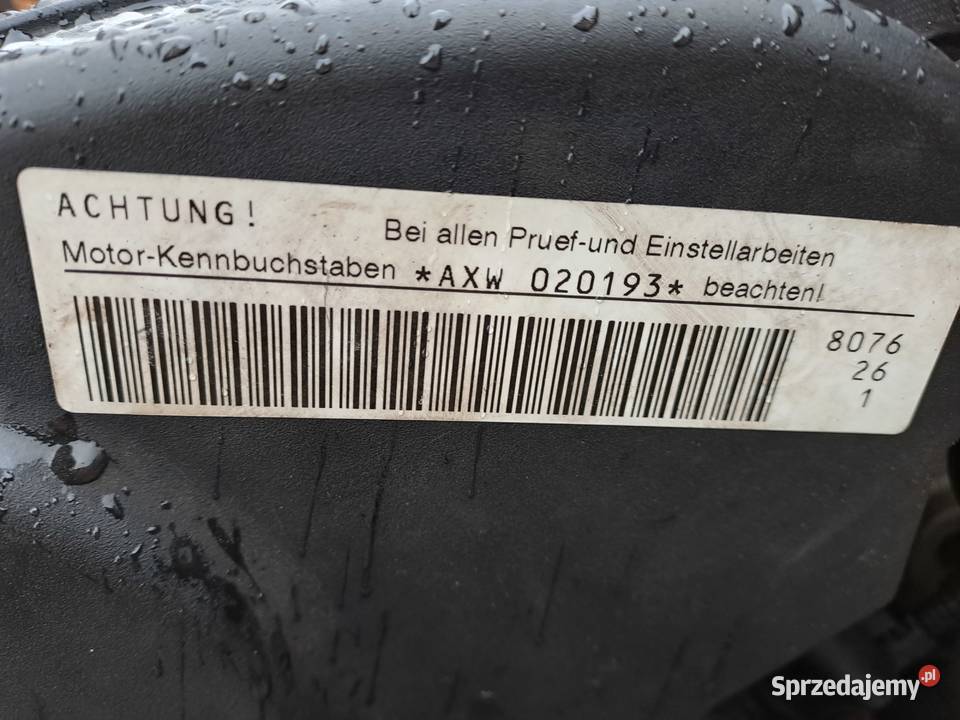 ACHTUNG! Bei allen Pruef-und Einstellarbeiten
Motor-Kennbuchstaben *AXW 020193* beachten!
8076
26
1
Sprzedajemy.pl